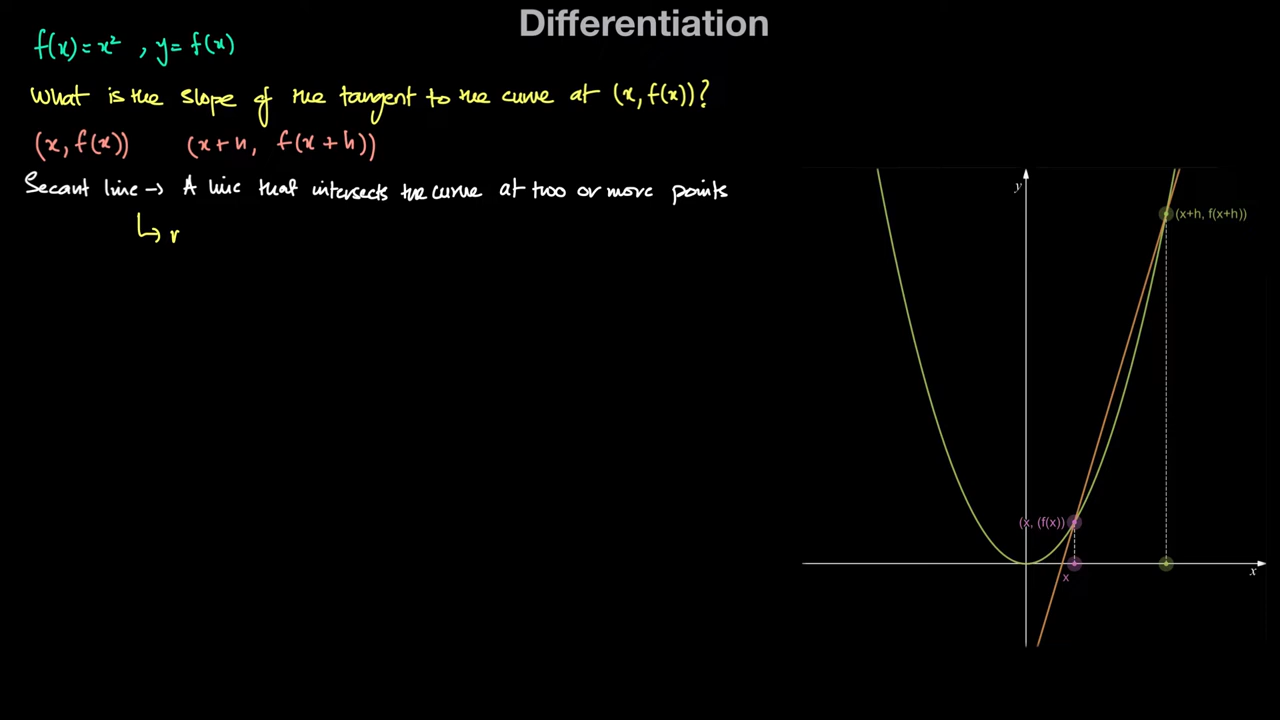 Differentiation
f(x)=x², y=f(x)
What is the slope of the tangent to the curve at (x, f(x))?
(x, f(x)) (x+h, f(x+h))
Secant line → A line that intersects the curve at two or more points
↳ r
y
(x+h, f(x+h))
(x, (f(x))
x
x